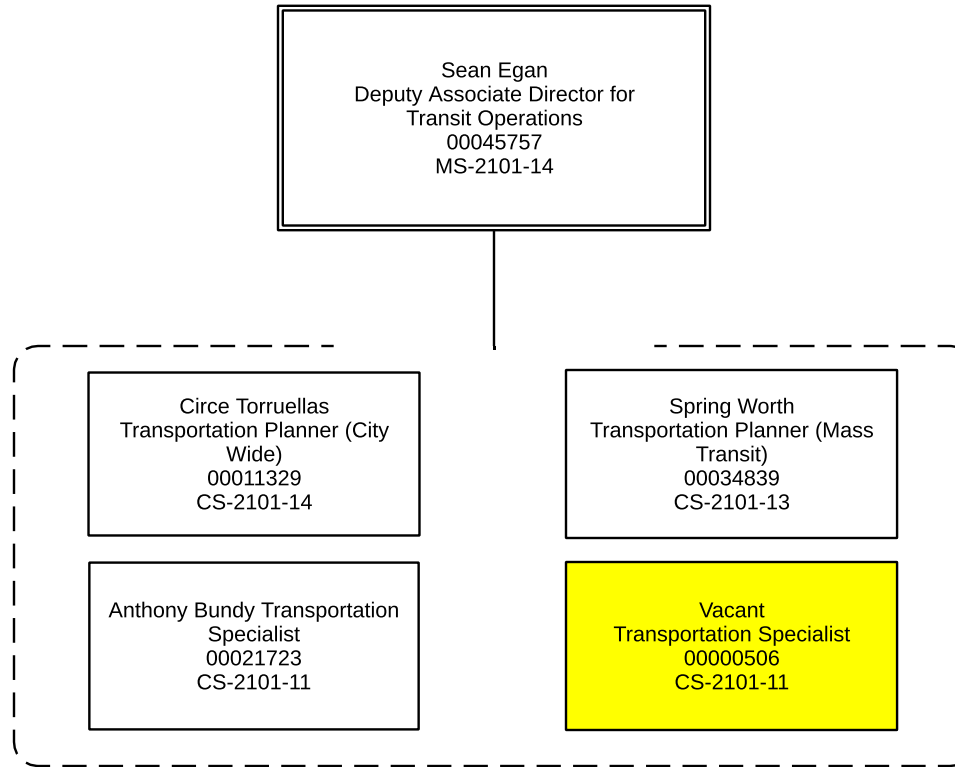 Sean Egan
Deputy Associate Director for
Transit Operations
00045757
MS-2101-14
Circe Torruellas
Transportation Planner (City
Wide)
00011329
CS-2101-14
Spring Worth
Transportation Planner (Mass
Transit)
00034839
CS-2101-13
Anthony Bundy Transportation
Specialist
00021723
CS-2101-11
Vacant
Transportation Specialist
00000506
CS-2101-11